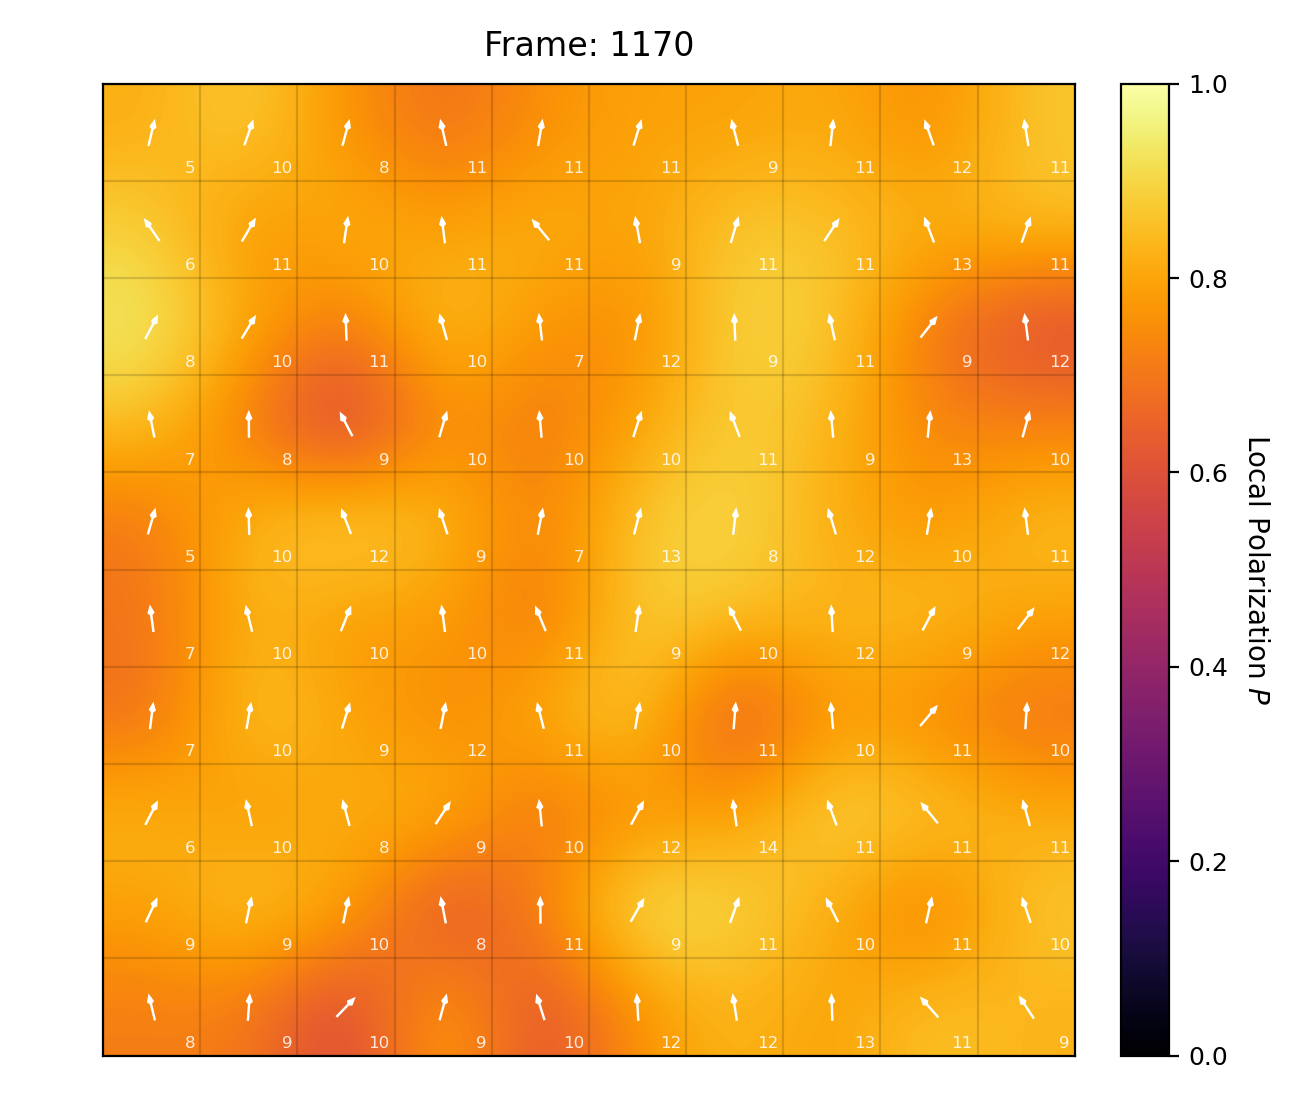 Frame: 1170
5 10 8 11 11 11 9 11 12 11
6 11 10 11 11 9 11 11 13 11
8 10 11 10 7 12 9 11 9 12
7 8 9 10 10 10 11 9 13 10
5 10 12 9 7 13 8 12 10 11
7 10 10 10 11 9 10 12 9 12
7 10 9 12 11 10 11 10 11 10
6 10 8 9 10 12 14 11 11 11
9 9 10 8 11 9 11 10 11 10
8 9 10 9 10 12 12 13 11 9
1.0
0.8
0.6
0.4
0.2
0.0
Local Polarization P